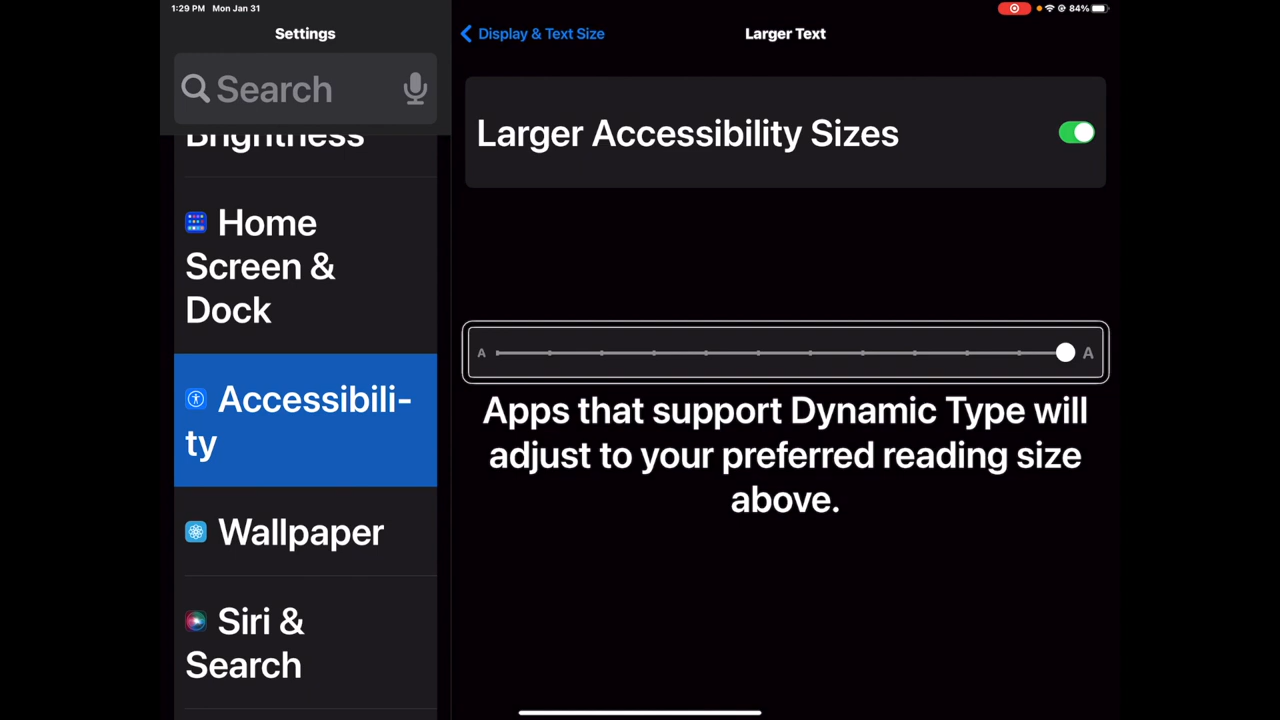 1:29 PM Mon Jan 31
84%
Settings
Search
Brightness
Home
Screen &
Dock
Accessibili-
ty
Wallpaper
Siri &
Search
Display & Text Size
Larger Text
Larger Accessibility Sizes
A A
Apps that support Dynamic Type will
adjust to your preferred reading size
above.